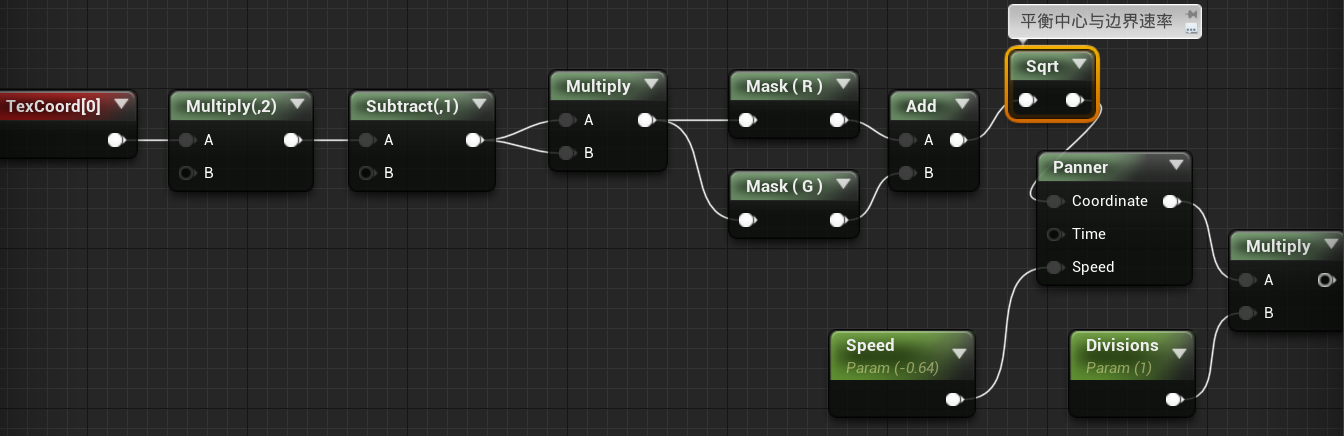 平衡中心与边界速率
Sqrt
TexCoord[0]
Multiply(,2)
A
B
Subtract(,1)
A
B
Multiply
A
B
Mask ( R )
Mask ( G )
Add
A
B
Panner
Coordinate
Time
Speed
Multiply
A
B
Speed
Param (-0.64)
Divisions
Param (1)